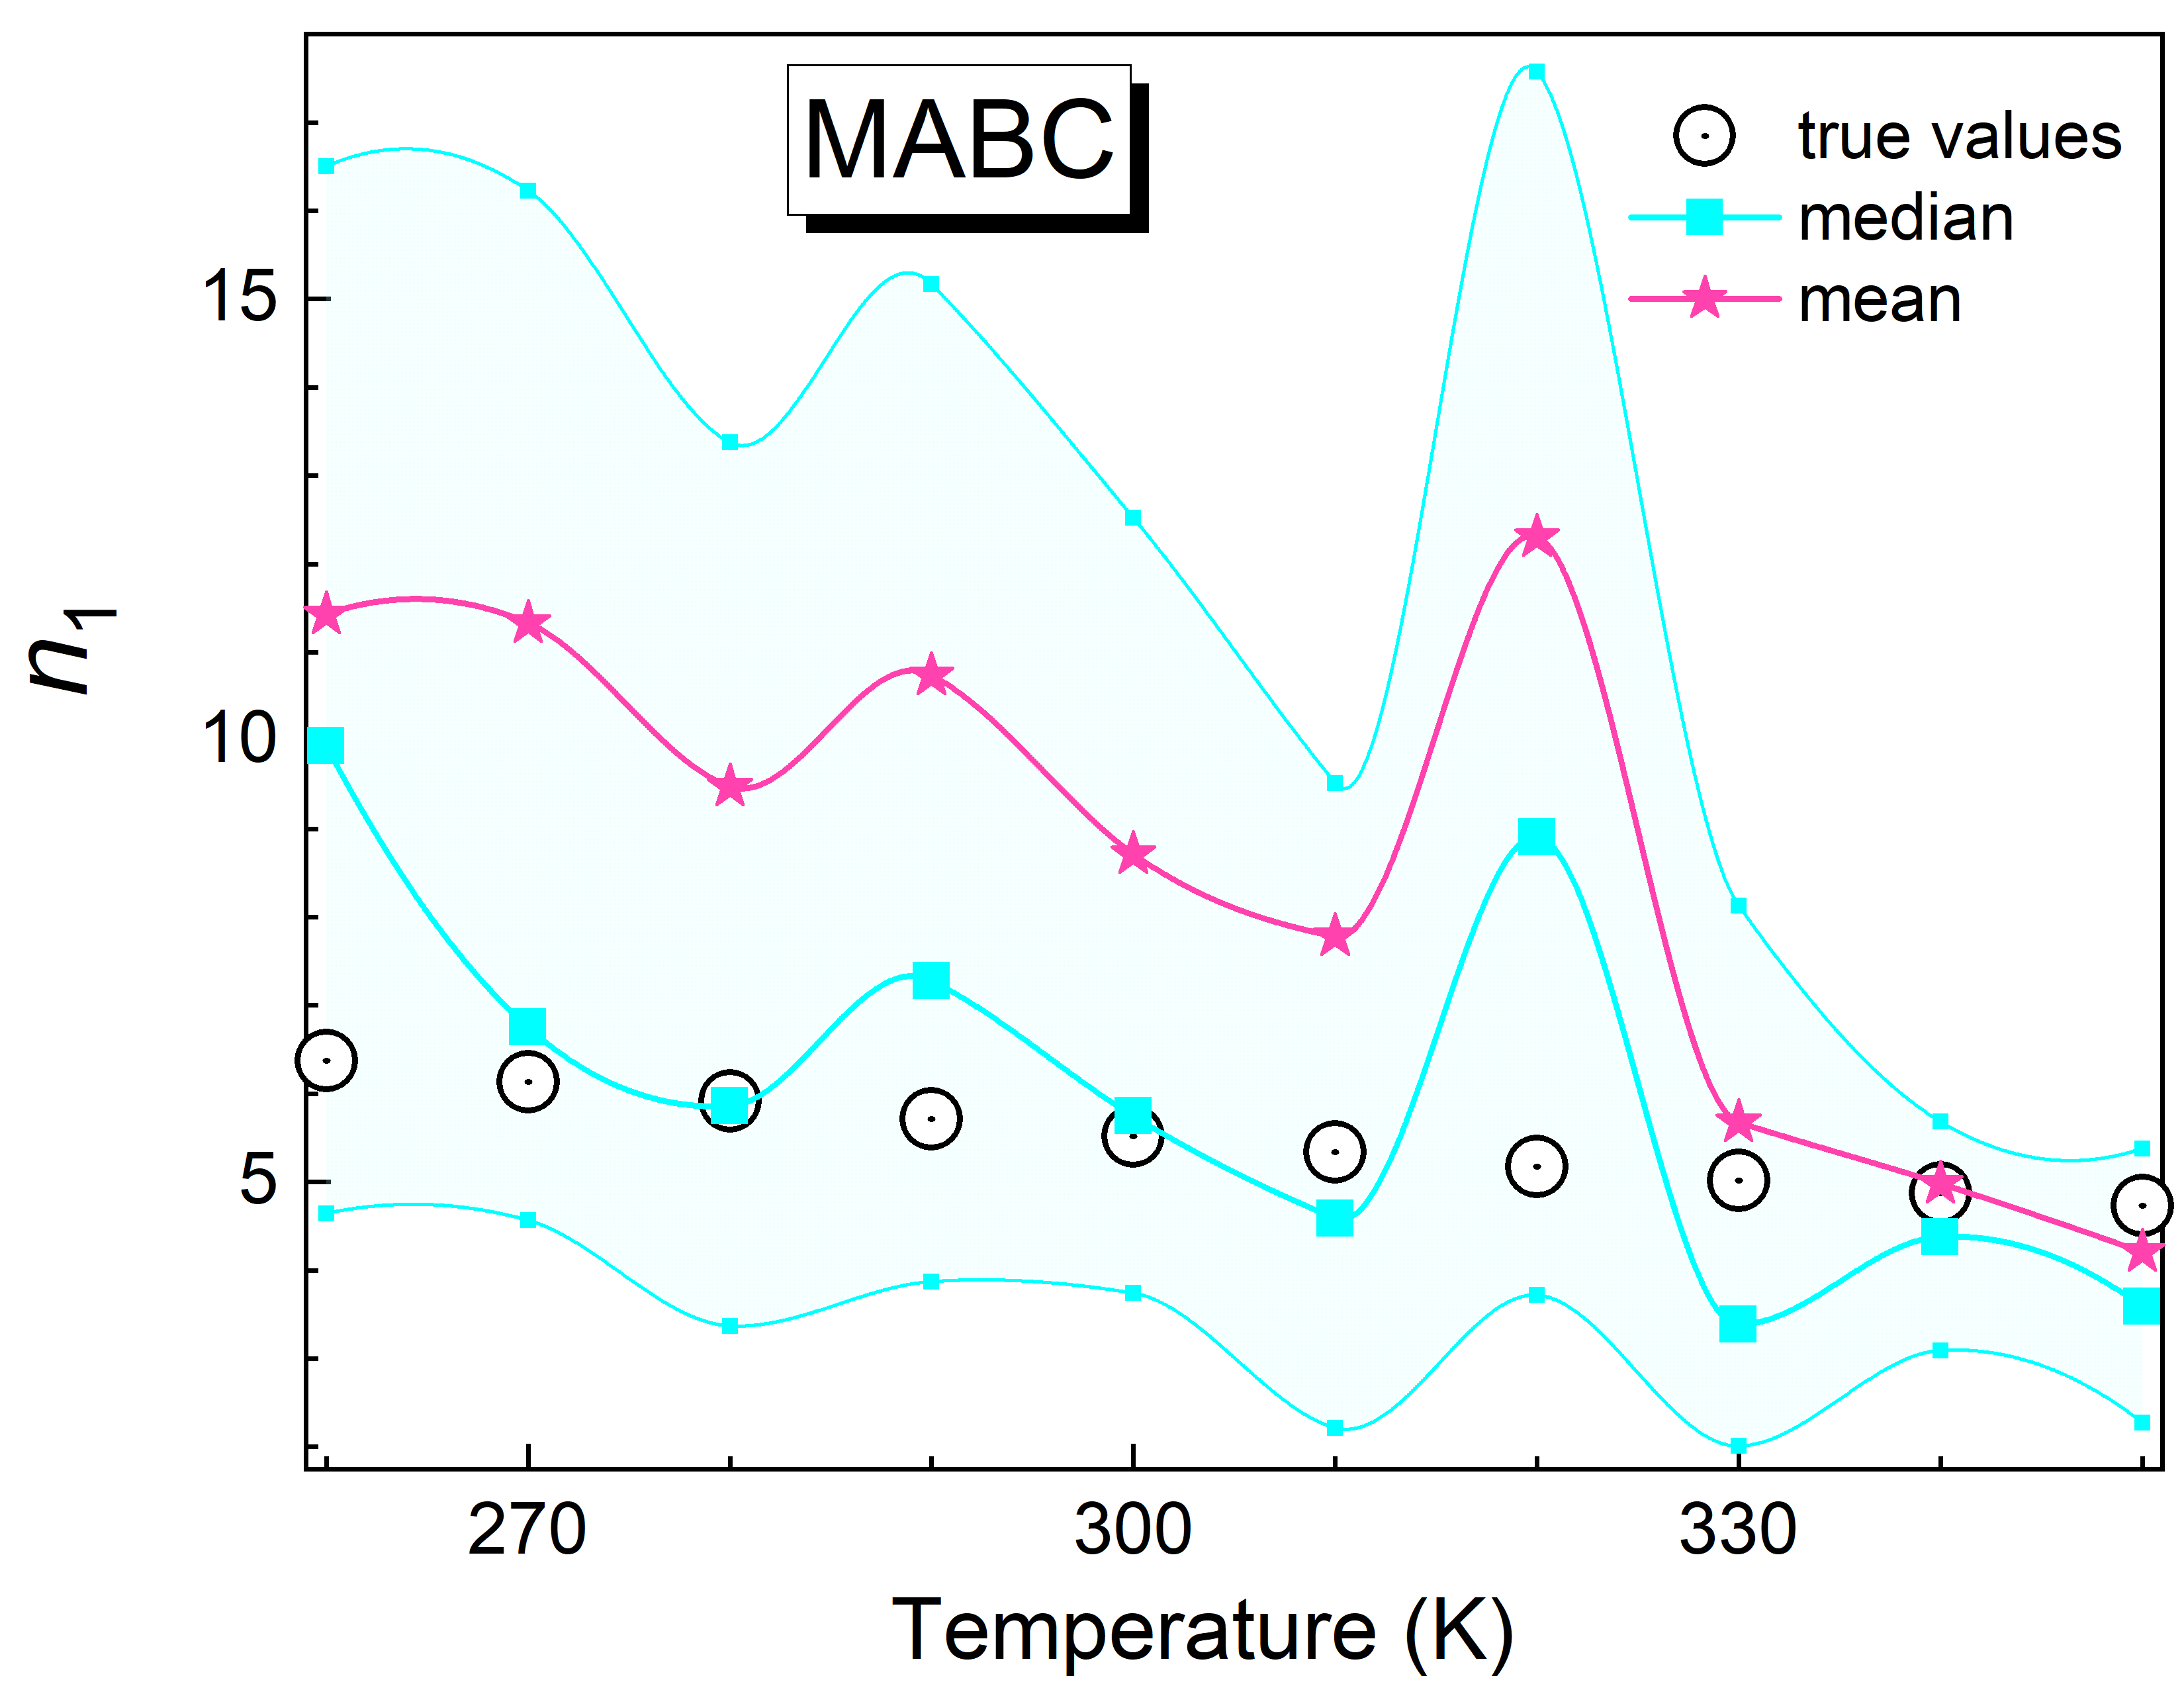 MABC
true values
median
mean
15
10
5
n1
270
300
330
Temperature (K)